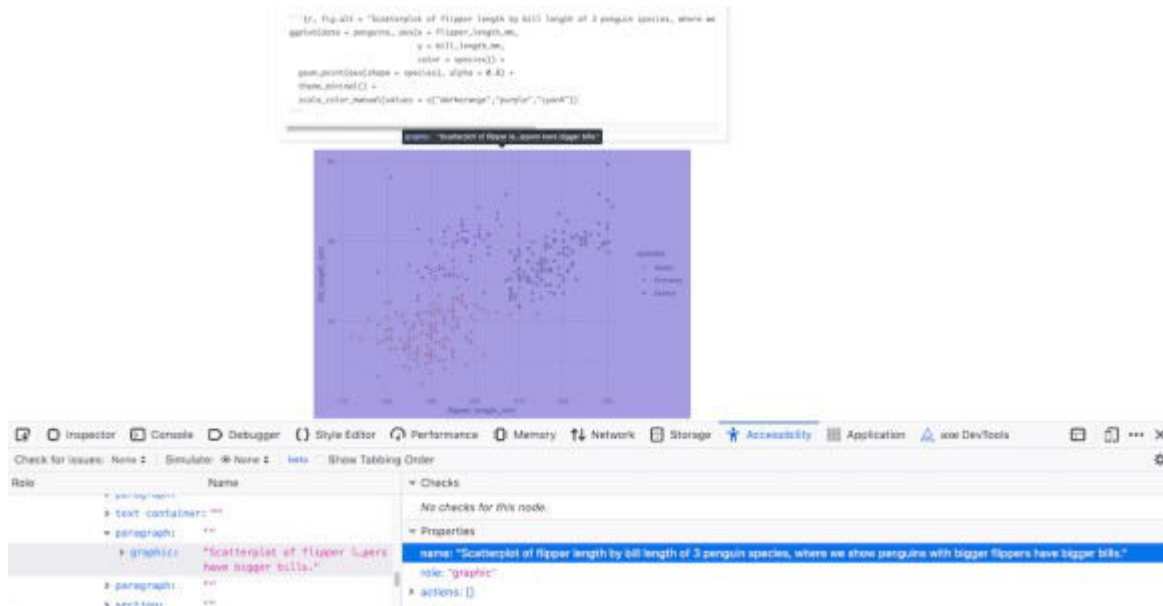 ```{r, fig.alt = "Scatterplot of flipper length by bill length of 3 penguin species, where we
ggplot(data = penguins, aes(x = flipper_length_mm,
y = bill_length_mm,
color = species)) +
geom_point(aes(shape = species), alpha = 0.8) +
theme_minimal() +
scale_color_manual(values = c("darkorange","purple","cyan4"))
graphic: "Scatterplot of flipper le…ippers have bigger bills."
species
flipper_length_mm
Inspector Console Debugger Style Editor Performance Memory Network Storage Accessibility Application axe DevTools
Check for issues: None Simulate: None beta Show Tabbing Order
Role Name Checks
paragraph:
text container: ""
No checks for this node.
paragraph: ""
Properties
graphic: "Scatterplot of flipper l…pers
have bigger bills."
name: "Scatterplot of flipper length by bill length of 3 penguin species, where we show penguins with bigger flippers have bigger bills."
role: "graphic"
paragraph: ""
actions: []
section: ""